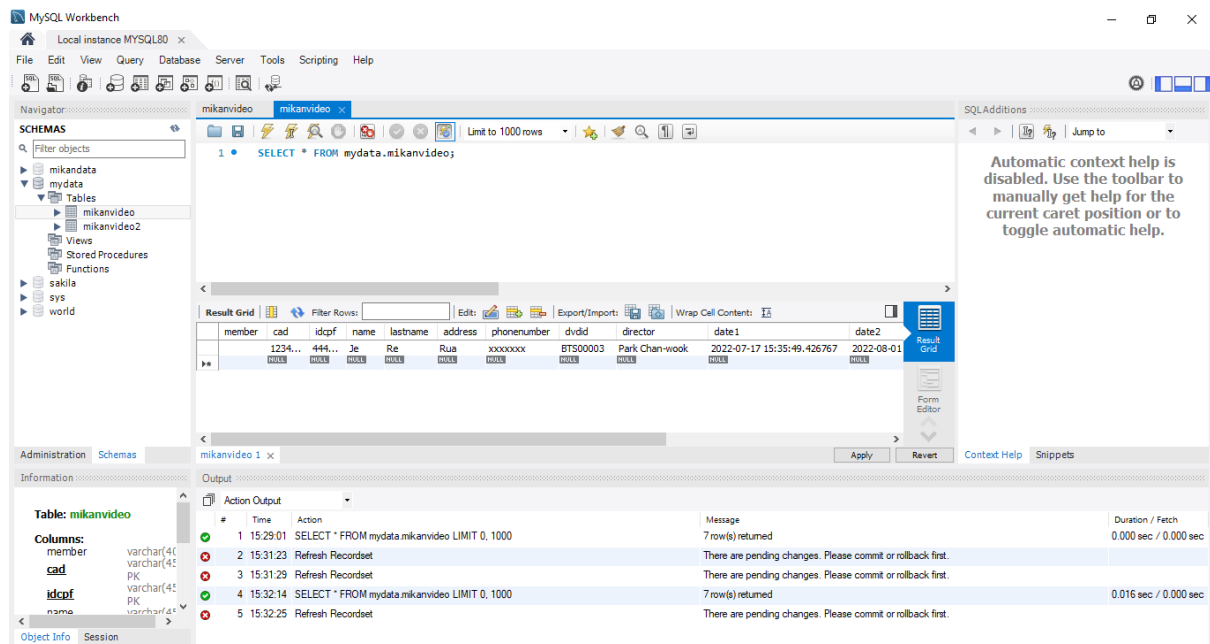 MySQL Workbench
Local instance MYSQL80
File Edit View Query Database Server Tools Scripting Help
Navigator
SCHEMAS
Filter objects
mikandata
mydata
Tables
mikanvideo
mikanvideo2
Views
Stored Procedures
Functions
sakila
sys
world
Administration Schemas
Information
Table: mikanvideo
Columns:
member varchar(40
cad varchar(45
PK
idcpf varchar(45
PK
name varchar(45
Object Info Session
mikanvideo mikanvideo
Limit to 1000 rows
1 SELECT * FROM mydata.mikanvideo;
Result Grid Filter Rows: Edit: Export/Import: Wrap Cell Content:
member cad idcpf name lastname address phonenumber dvdid director date1 date2
1234... 444... Je Re Rua xxxxxxx BTS00003 Park Chan-wook 2022-07-17 15:35:49.426767 2022-08-01
NULL NULL NULL NULL NULL NULL NULL NULL NULL NULL
Result Grid
Form Editor
mikanvideo 1 Apply Revert
SQLAdditions
Jump to
Automatic context help is
disabled. Use the toolbar to
manually get help for the
current caret position or to
toggle automatic help.
Context Help Snippets
Output
Action Output
# Time Action Message Duration / Fetch
1 15:29:01 SELECT * FROM mydata.mikanvideo LIMIT 0, 1000 7 row(s) returned 0.000 sec / 0.000 sec
2 15:31:23 Refresh Recordset There are pending changes. Please commit or rollback first.
3 15:31:29 Refresh Recordset There are pending changes. Please commit or rollback first.
4 15:32:14 SELECT * FROM mydata.mikanvideo LIMIT 0, 1000 7 row(s) returned 0.016 sec / 0.000 sec
5 15:32:25 Refresh Recordset There are pending changes. Please commit or rollback first.